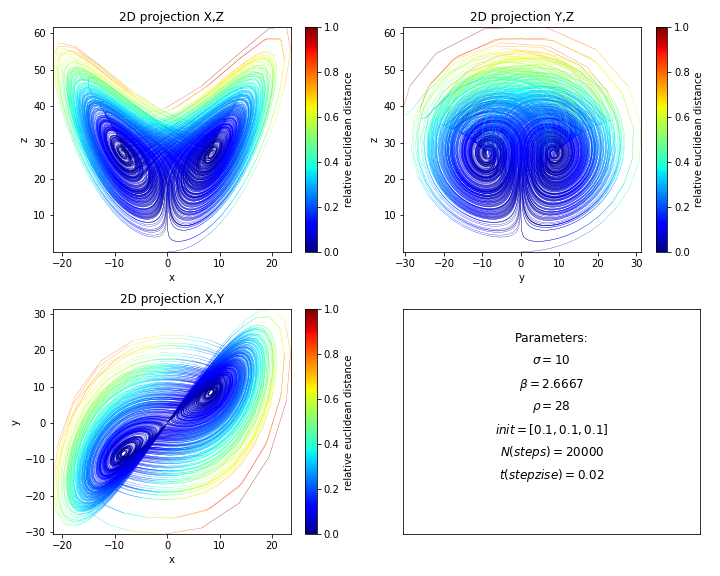 2D projection X,Z
60
50
40
30
20
10
z
−20
−10
0
10
20
x
1.0
0.8
0.6
0.4
0.2
0.0
relative euclidean distance
2D projection Y,Z
60
50
40
30
20
10
z
−30
−20
−10
0
10
20
30
y
1.0
0.8
0.6
0.4
0.2
0.0
relative euclidean distance
2D projection X,Y
30
20
10
0
−10
−20
−30
y
−20
−10
0
10
20
x
1.0
0.8
0.6
0.4
0.2
0.0
relative euclidean distance
Parameters:
σ = 10
β = 2.6667
ρ = 28
init = [0.1, 0.1, 0.1]
N(steps) = 20000
t(stepzise) = 0.02